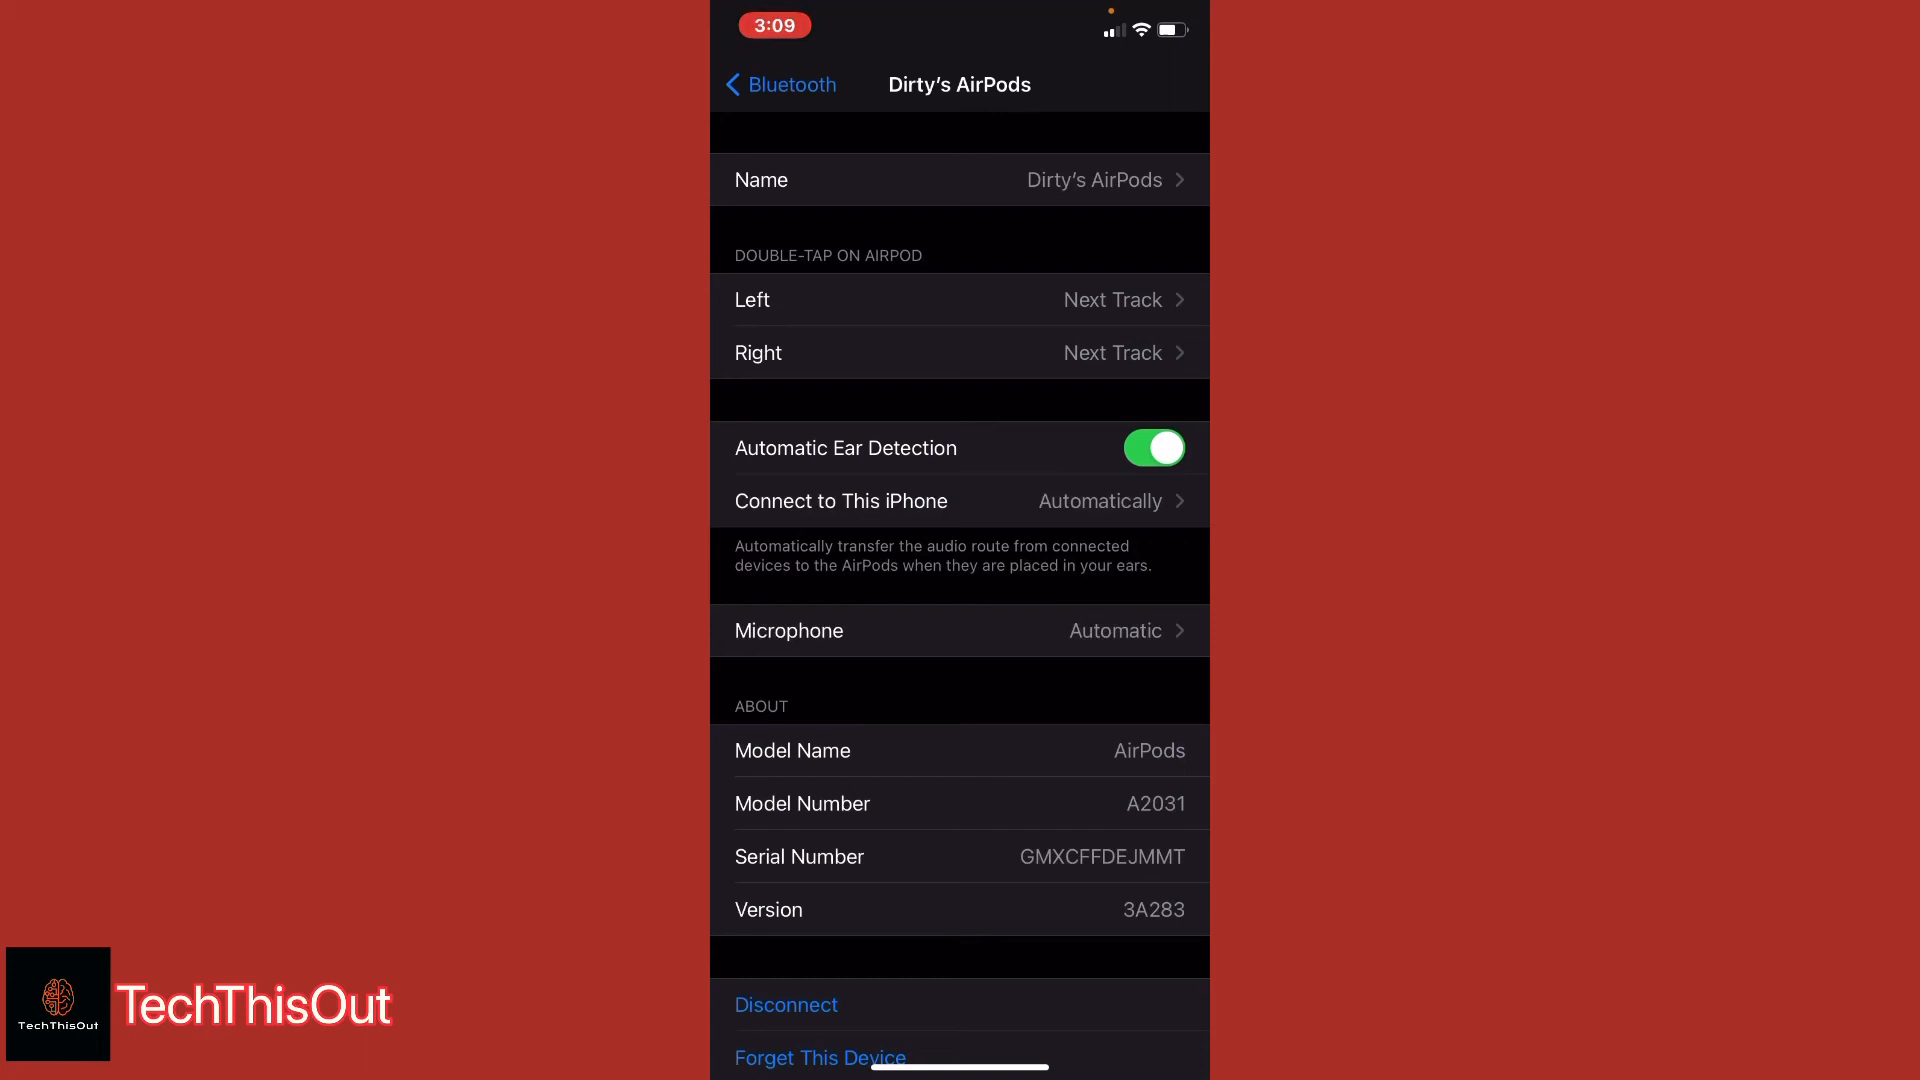 3:09
Bluetooth
Dirty's AirPods
Name
Dirty's AirPods
DOUBLE-TAP ON AIRPOD
Left
Next Track
Right
Next Track
Automatic Ear Detection
Connect to This iPhone
Automatically
Automatically transfer the audio route from connected
devices to the AirPods when they are placed in your ears.
Microphone
Automatic
ABOUT
Model Name
AirPods
Model Number
A2031
Serial Number
GMXCFFDEJMMT
Version
3A283
Disconnect
Forget This Device
TechThisOut
TechThisOut